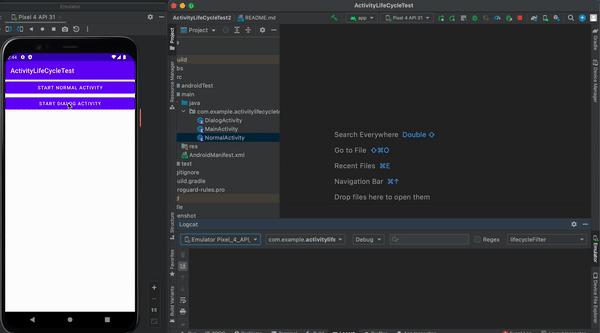 Emulator
Pixel 4 API 31
ActivityLifeCycleTest
START NORMAL ACTIVITY
START DIALOG ACTIVITY
ActivityLifeCycleTest
ActivityLifeCycleTest2
README.md
app
Pixel 4 API 31
Project
Project
Resource Manager
Structure
Favorites
Build Variants
uild
bs
rc
androidTest
main
java
com.example.activitylifecycle
DialogActivity
MainActivity
NormalActivity
res
AndroidManifest.xml
test
gitignore
uild.gradle
roguard-rules.pro
Search Everywhere Double ⇧
Go to File ⇧⌘O
Recent Files ⌘E
Navigation Bar ⌘↑
Drop files here to open them
Gradle
Device Manager
Emulator
Device File Explorer
Logcat
Emulator Pixel_4_API_
com.example.activitylife
Debug
Regex
lifecycleFilter